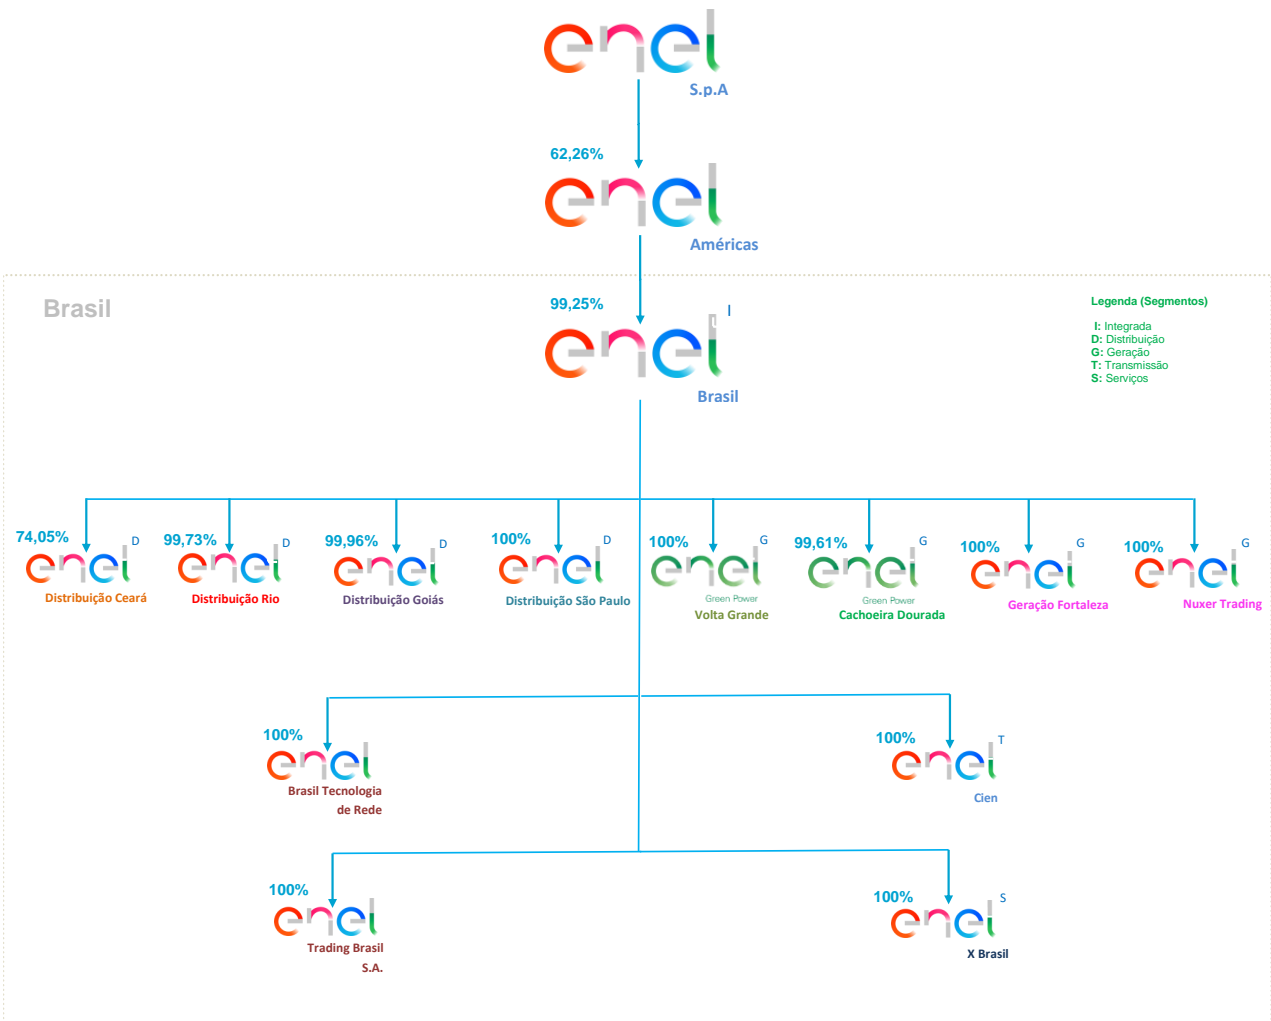 enel
S.p.A
62,26%
enel
Américas
Brasil
99,25%
I
enel
Brasil
Legenda (Segmentos)
I: Integrada
D: Distribuição
G: Geração
T: Transmissão
S: Serviços
74,05%
D
enel
Distribuição Ceará
99,73%
D
enel
Distribuição Rio
99,96%
D
enel
Distribuição Goiás
100%
D
enel
Distribuição São Paulo
100%
G
enel
Green Power
Volta Grande
99,61%
G
enel
Green Power
Cachoeira Dourada
100%
G
enel
Geração Fortaleza
100%
G
enel
Nuxer Trading
100%
enel
Brasil Tecnologia
de Rede
100%
T
enel
Cien
100%
enel
Trading Brasil
S.A.
100%
S
enel
X Brasil